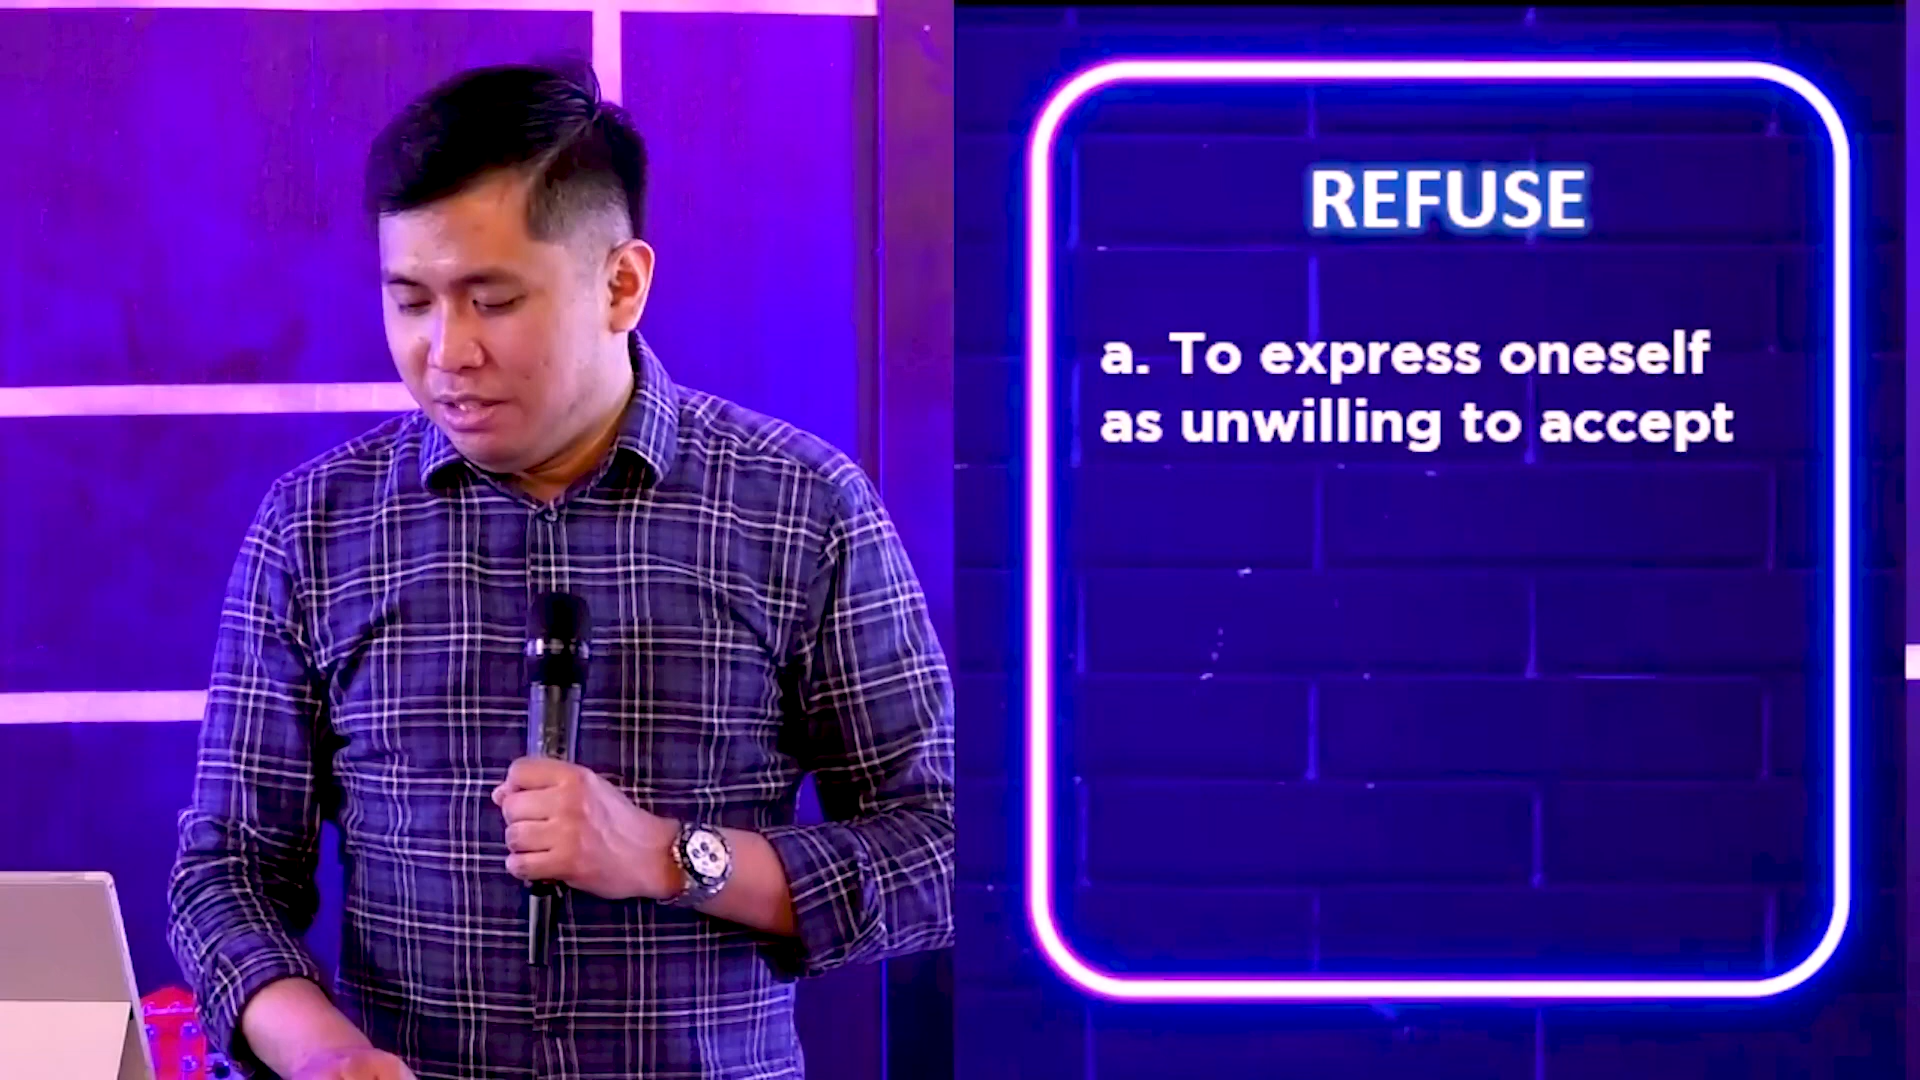 REFUSE
a. To express oneself
as unwilling to accept